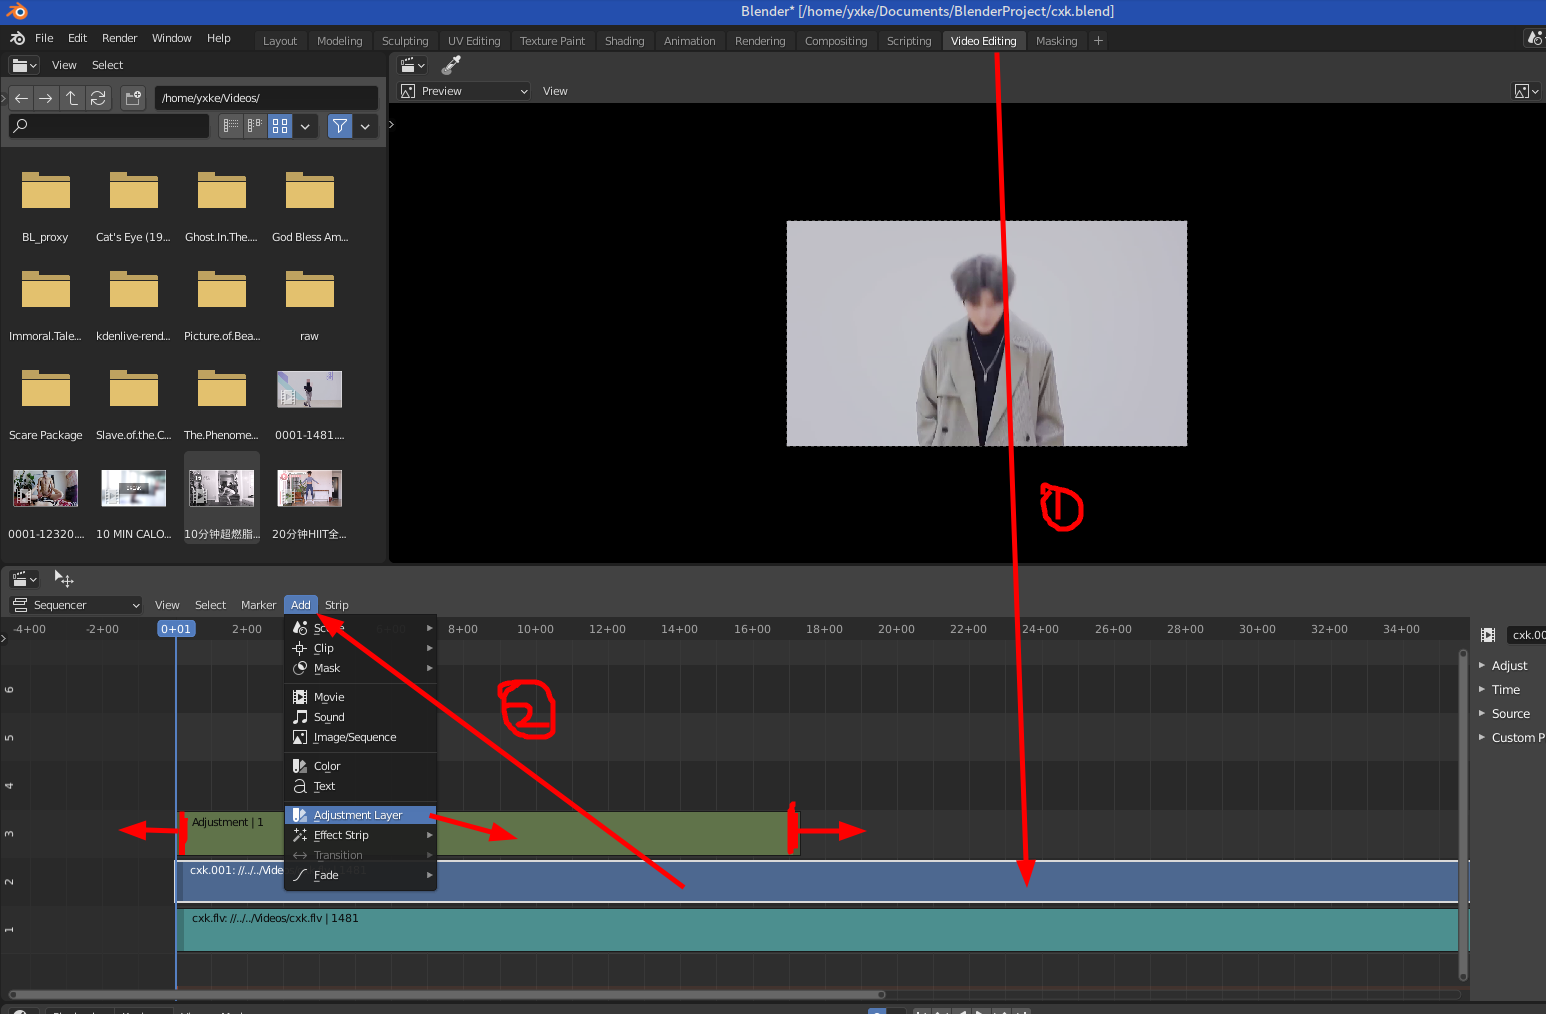 Blender* [/home/yxke/Documents/BlenderProject/cxk.blend]
File Edit Render Window Help Layout Modeling Sculpting UV Editing Texture Paint Shading Animation Rendering Compositing Scripting Video Editing Masking +
View Select
Preview View
/home/yxke/Videos/
BL_proxy Cat's Eye (19... Ghost.In.The.... God Bless Am...
Immoral.Tale... kdenlive-rend... Picture.of.Bea... raw
Scare Package Slave.of.the.C... The.Phenome... 0001-1481....
0001-12320.... 10 MIN CALO... 10分钟超燃脂... 20分钟HIIT全...
1
Sequencer View Select Marker Add Strip
-4+00 -2+00 0+01 2+00 8+00 10+00 12+00 14+00 16+00 18+00 20+00 22+00 24+00 26+00 28+00 30+00 32+00 34+00
Clip
Mask
Movie
Sound
Image/Sequence
Color
Text
Adjustment Layer
Effect Strip
Transition
Fade
2
6
5
4
3
2
1
Adjustment | 1
cxk.001: //../../Vide
cxk.flv: //../../Videos/cxk.flv | 1481
cxk.00
Adjust
Time
Source
Custom P